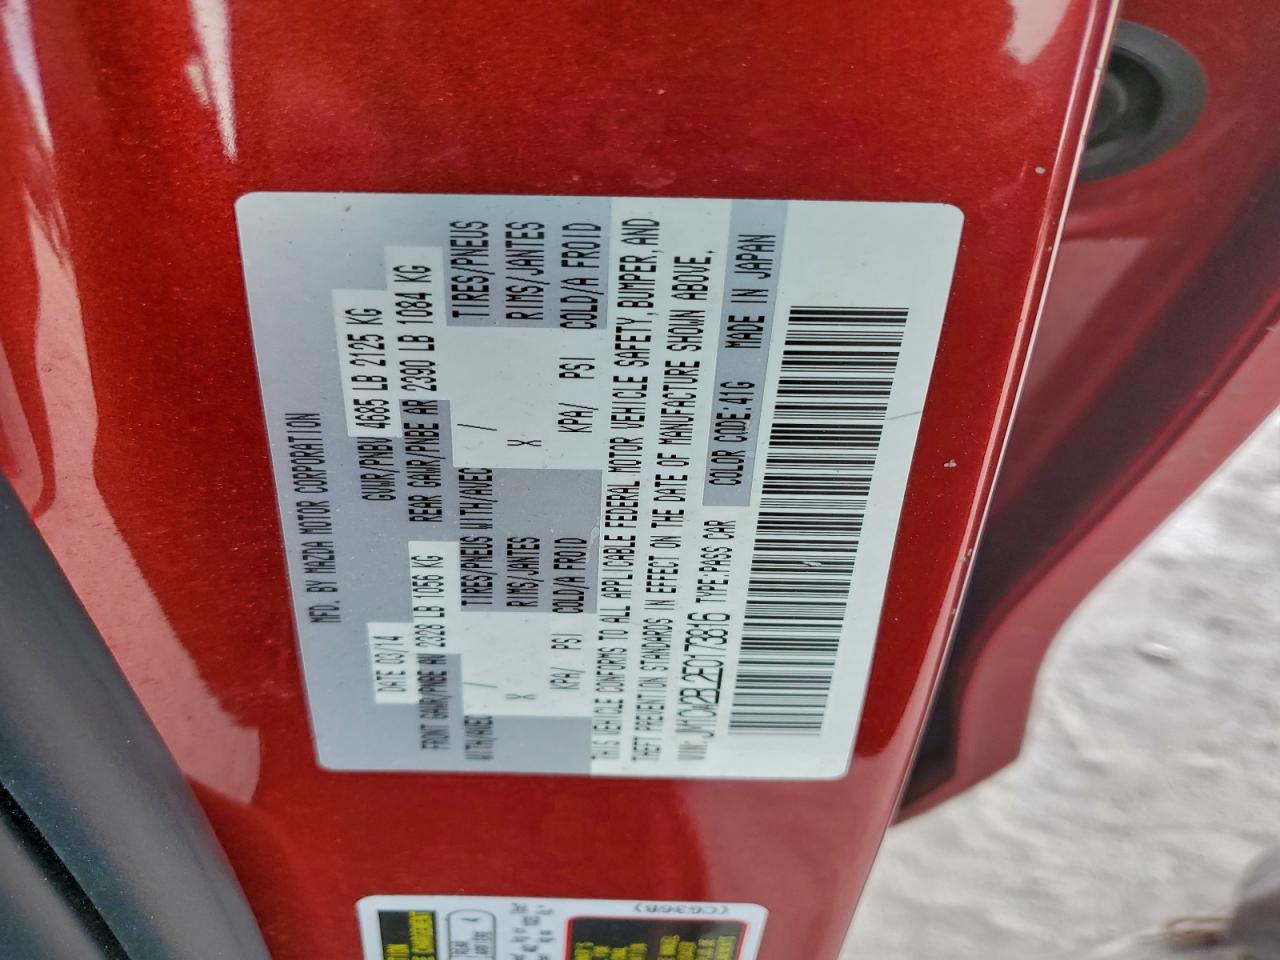 MFD. BY MAZDA MOTOR CORPORATION
DATE 03/14
GVWR/PNBV 4685 LB 2125 KG
FRONT GAWR/PNBE AV 2328 LB 1056 KG
REAR GAWR/PNBE AR 2390 LB 1084 KG
WITH/AVEC / TIRES/PNEUS WITH/AVEC / TIRES/PNEUS
X RIMS/JANTES X RIMS/JANTES
KPA/ PSI COLD/A FROID KPA/ PSI COLD/A FROID
THIS VEHICLE CONFORMS TO ALL APPLICABLE FEDERAL MOTOR VEHICLE SAFETY, BUMPER, AND
THEFT PREVENTION STANDARDS IN EFFECT ON THE DATE OF MANUFACTURE SHOWN ABOVE.
VIN: TYPE:PASS CAR COLOR CODE:41G MADE IN JAPAN
(CG36B)